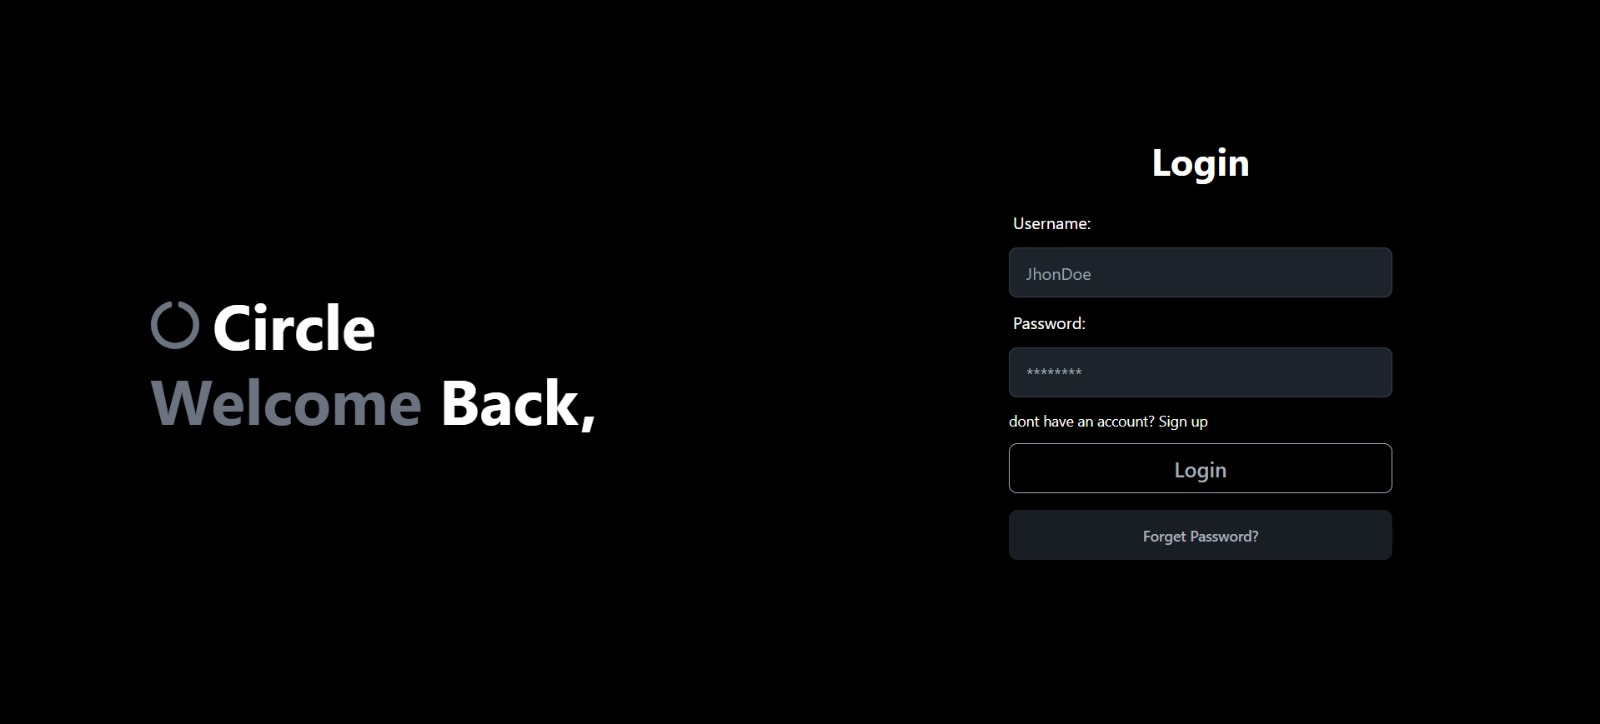 Circle
Welcome Back,
Login
Username:
JhonDoe
Password:
********
dont have an account? Sign up
Login
Forget Password?